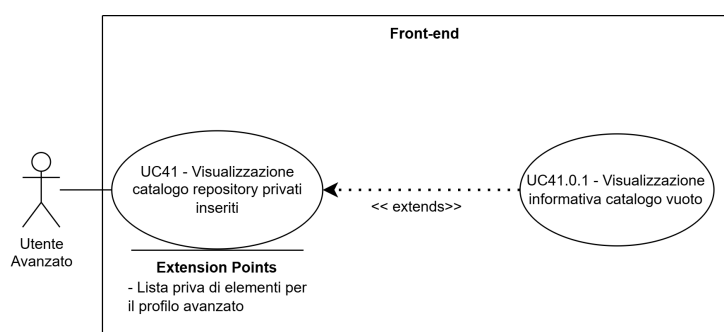 Front-end
UC41 - Visualizzazione
catalogo repository privati
inseriti
UC41.0.1 - Visualizzazione
informativa catalogo vuoto
<< extends>>
Utente
Avanzato
Extension Points
- Lista priva di elementi per
il profilo avanzato